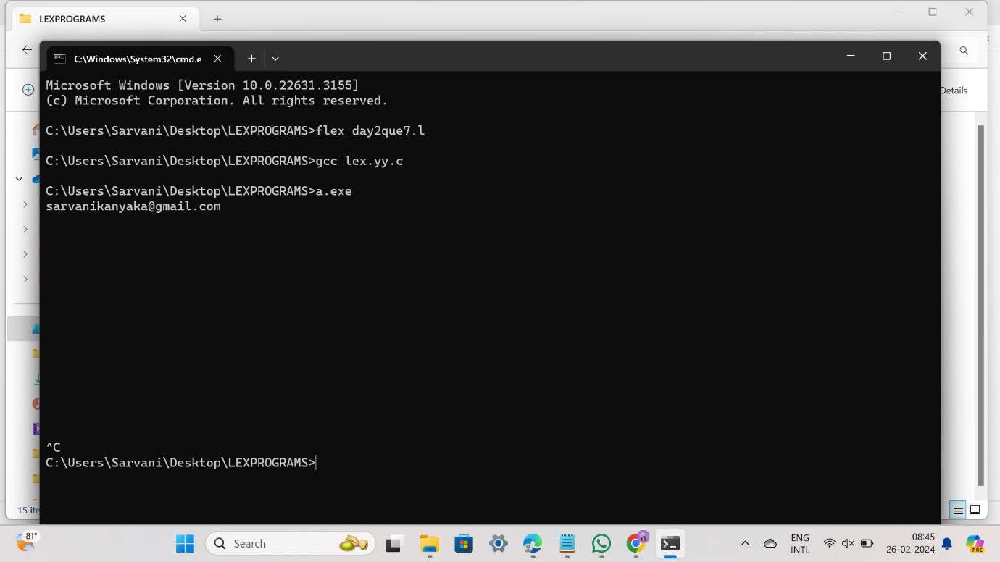 LEXPROGRAMS
C:\Windows\System32\cmd.e
Details
Microsoft Windows [Version 10.0.22631.3155]
(c) Microsoft Corporation. All rights reserved.
C:\Users\Sarvani\Desktop\LEXPROGRAMS>flex day2que7.l
C:\Users\Sarvani\Desktop\LEXPROGRAMS>gcc lex.yy.c
C:\Users\Sarvani\Desktop\LEXPROGRAMS>a.exe
sarvanikanyaka@gmail.com
^C
C:\Users\Sarvani\Desktop\LEXPROGRAMS>
15 ite
81°
Search
ENG
INTL
08:45
26-02-2024
PRE